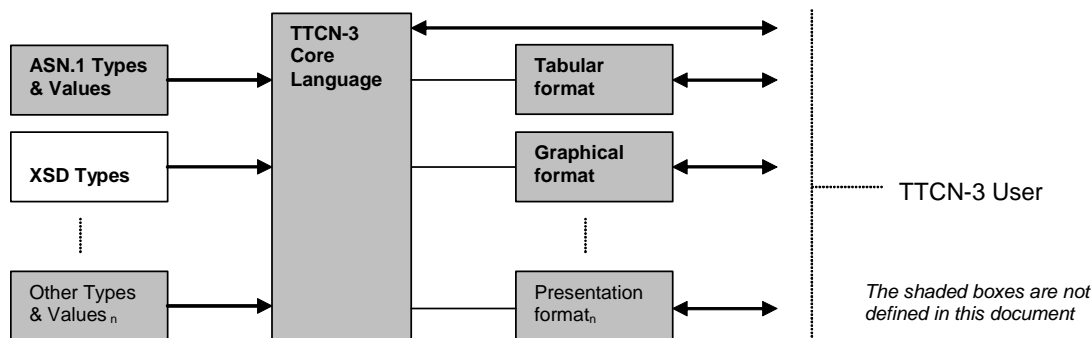 TTCN-3
Core
Language
ASN.1 Types
& Values
Tabular
format
XSD Types
Graphical
format
TTCN-3 User
Other Types
& Values n
Presentation
formatn
The shaded boxes are not
defined in this document